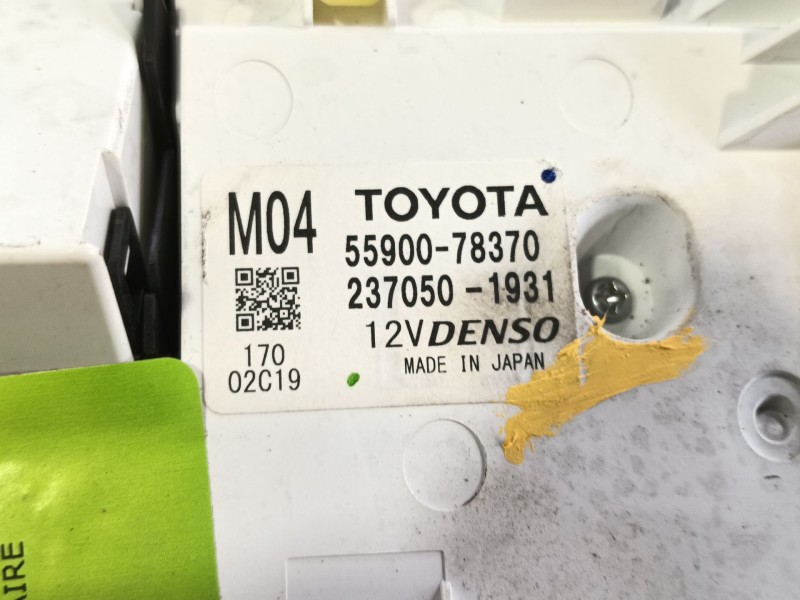 M04
TOYOTA
55900-78370
237050-1931
12V DENSO
MADE IN JAPAN
170
02C19
AIRE